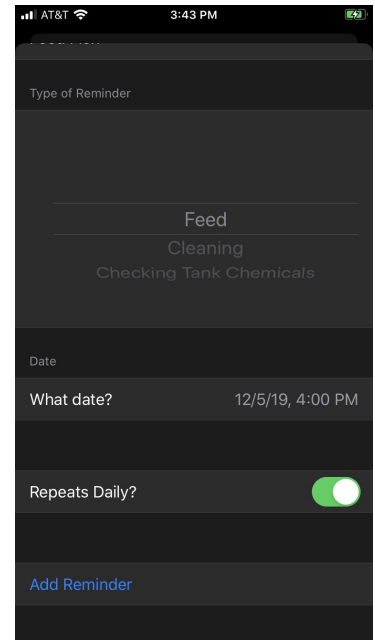 AT&T 3:43 PM
Type of Reminder
Feed
Cleaning
Checking Tank Chemicals
Date
What date? 12/5/19, 4:00 PM
Repeats Daily?
Add Reminder